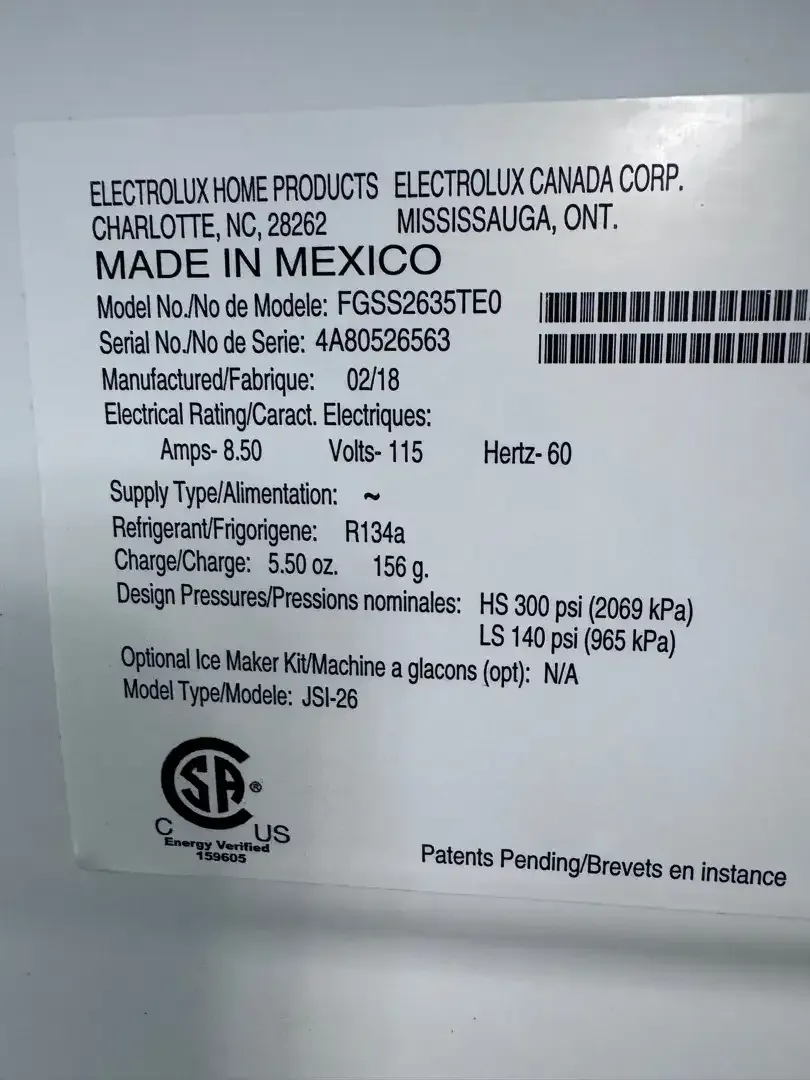 ELECTROLUX HOME PRODUCTS ELECTROLUX CANADA CORP.
CHARLOTTE, NC, 28262 MISSISSAUGA, ONT.
MADE IN MEXICO
Model No./No de Modele: FGSS2635TE0
Serial No./No de Serie: 4A80526563
Manufactured/Fabrique: 02/18
Electrical Rating/Caract. Electriques:
Amps- 8.50 Volts- 115 Hertz- 60
Supply Type/Alimentation: ~
Refrigerant/Frigorigene: R134a
Charge/Charge: 5.50 oz. 156 g.
Design Pressures/Pressions nominales: HS 300 psi (2069 kPa)
LS 140 psi (965 kPa)
Optional Ice Maker Kit/Machine a glacons (opt): N/A
Model Type/Modele: JSI-26
CSA®
C US
Energy Verified
159605
Patents Pending/Brevets en instance